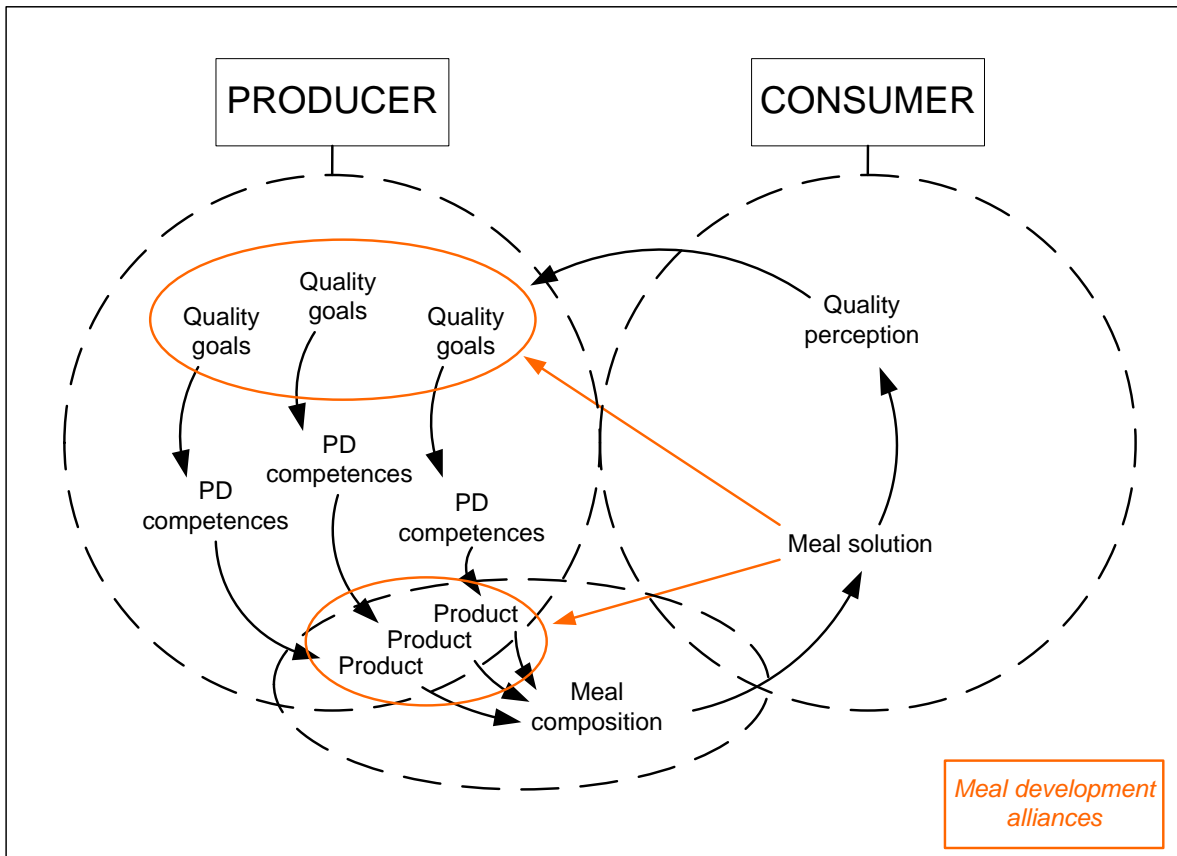 PRODUCER
CONSUMER
Quality
goals
Quality
goals
Quality
goals
Quality
perception
PD
competences
PD
competences
PD
competences
Meal solution
Product
Product
Product
Meal
composition
Meal development
alliances